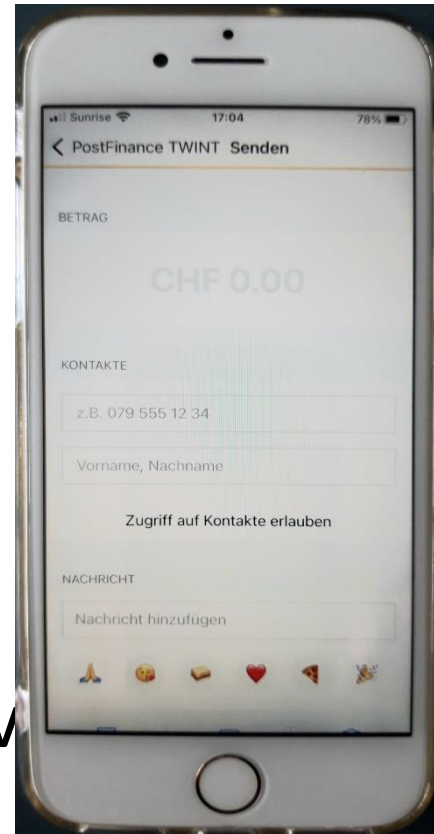 Sunrise 17:04 78%
PostFinance TWINT Senden
BETRAG
CHF 0.00
KONTAKTE
z.B. 079 555 12 34
Vorname, Nachname
Zugriff auf Kontakte erlauben
NACHRICHT
Nachricht hinzufügen